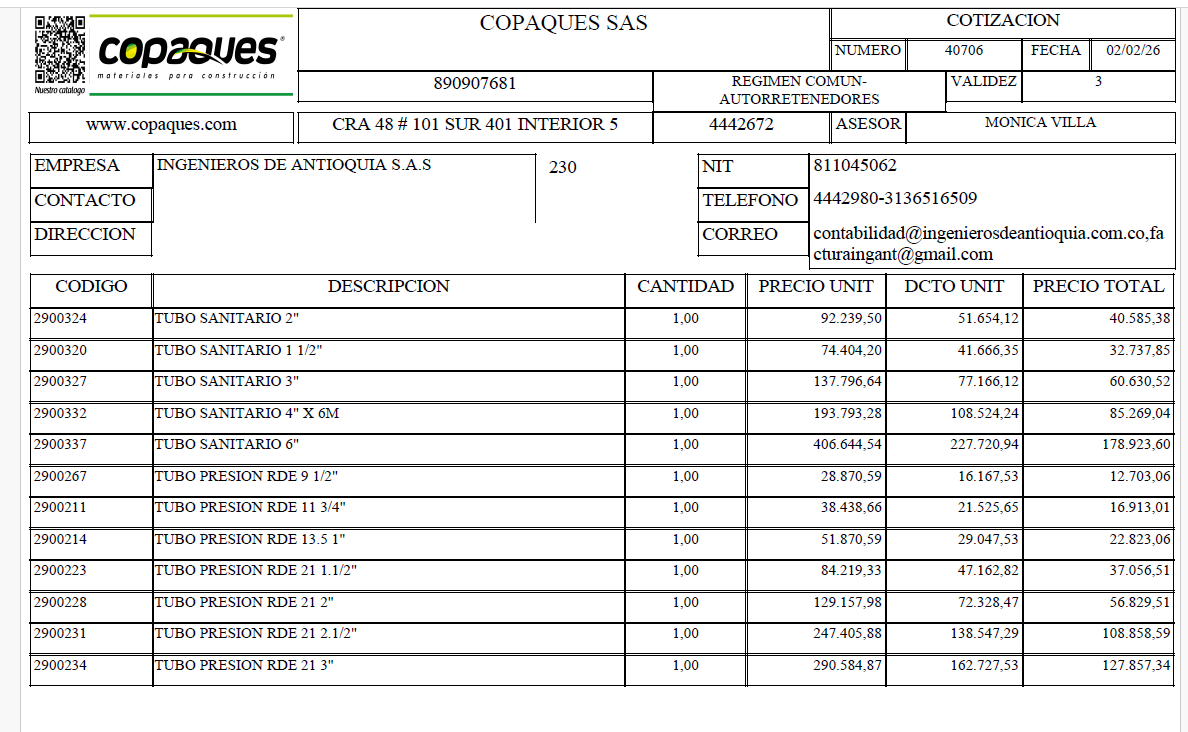 COPAQUES SAS
COTIZACION
copaques®
materiales para construcción
Nuestro catalogo
NUMERO 40706 FECHA 02/02/26
890907681 REGIMEN COMUN- VALIDEZ 3
AUTORRETENEDORES
www.copaques.com CRA 48 # 101 SUR 401 INTERIOR 5 4442672 ASESOR MONICA VILLA
EMPRESA INGENIEROS DE ANTIOQUIA S.A.S 230 NIT 811045062
CONTACTO TELEFONO 4442980-3136516509
DIRECCION CORREO contabilidad@ingenierosdeantioquia.com.co,fa
cturaingant@gmail.com
CODIGO DESCRIPCION CANTIDAD PRECIO UNIT DCTO UNIT PRECIO TOTAL
2900324 TUBO SANITARIO 2" 1,00 92.239,50 51.654,12 40.585,38
2900320 TUBO SANITARIO 1 1/2" 1,00 74.404,20 41.666,35 32.737,85
2900327 TUBO SANITARIO 3" 1,00 137.796,64 77.166,12 60.630,52
2900332 TUBO SANITARIO 4" X 6M 1,00 193.793,28 108.524,24 85.269,04
2900337 TUBO SANITARIO 6" 1,00 406.644,54 227.720,94 178.923,60
2900267 TUBO PRESION RDE 9 1/2" 1,00 28.870,59 16.167,53 12.703,06
2900211 TUBO PRESION RDE 11 3/4" 1,00 38.438,66 21.525,65 16.913,01
2900214 TUBO PRESION RDE 13.5 1" 1,00 51.870,59 29.047,53 22.823,06
2900223 TUBO PRESION RDE 21 1.1/2" 1,00 84.219,33 47.162,82 37.056,51
2900228 TUBO PRESION RDE 21 2" 1,00 129.157,98 72.328,47 56.829,51
2900231 TUBO PRESION RDE 21 2.1/2" 1,00 247.405,88 138.547,29 108.858,59
2900234 TUBO PRESION RDE 21 3" 1,00 290.584,87 162.727,53 127.857,34